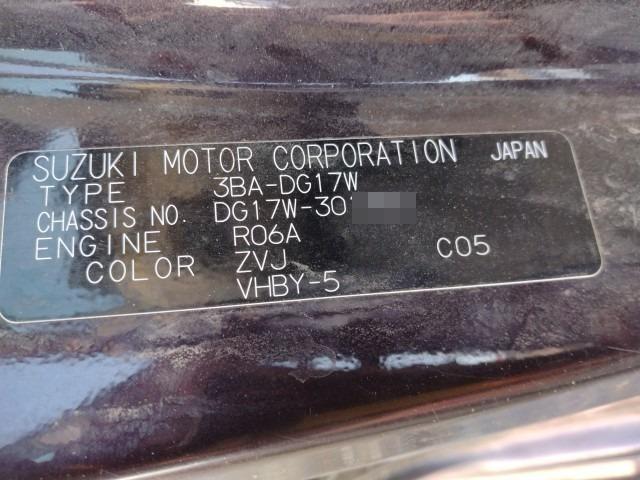 SUZUKI MOTOR CORPORATION JAPAN
TYPE 3BA-DG17W
CHASSIS NO. DG17W-30
ENGINE R06A
COLOR ZVJ C05
VHBY-5